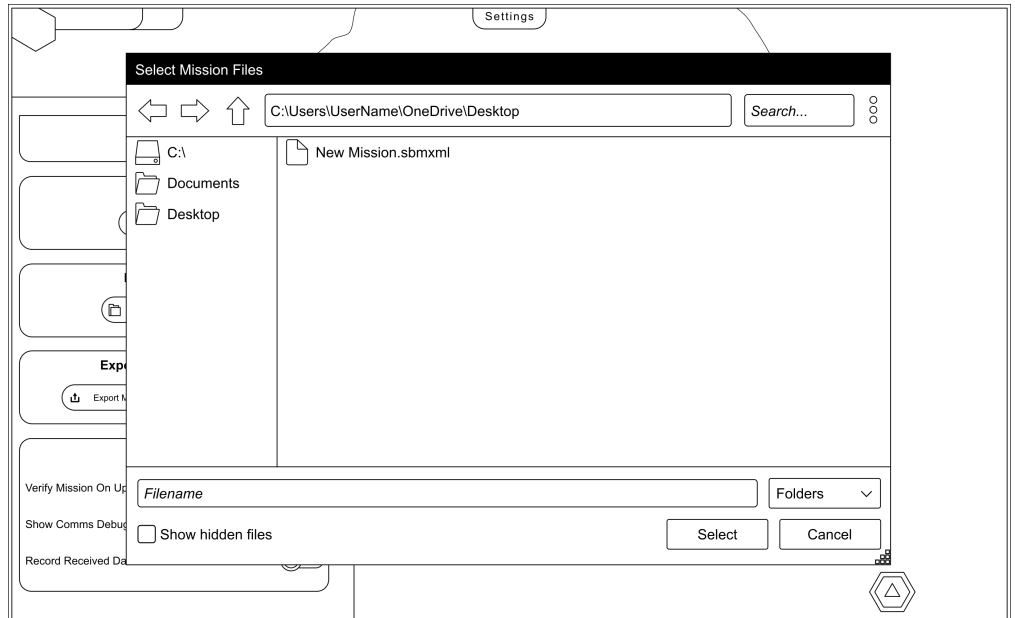 Settings
Select Mission Files
C:\Users\UserName\OneDrive\Desktop
Search...
C:\
New Mission.sbmxml
Documents
Desktop
Verify Mission On Up
Filename
Folders
Show Comms Debug
Show hidden files
Select
Cancel
Record Received Da
Expo
Export M